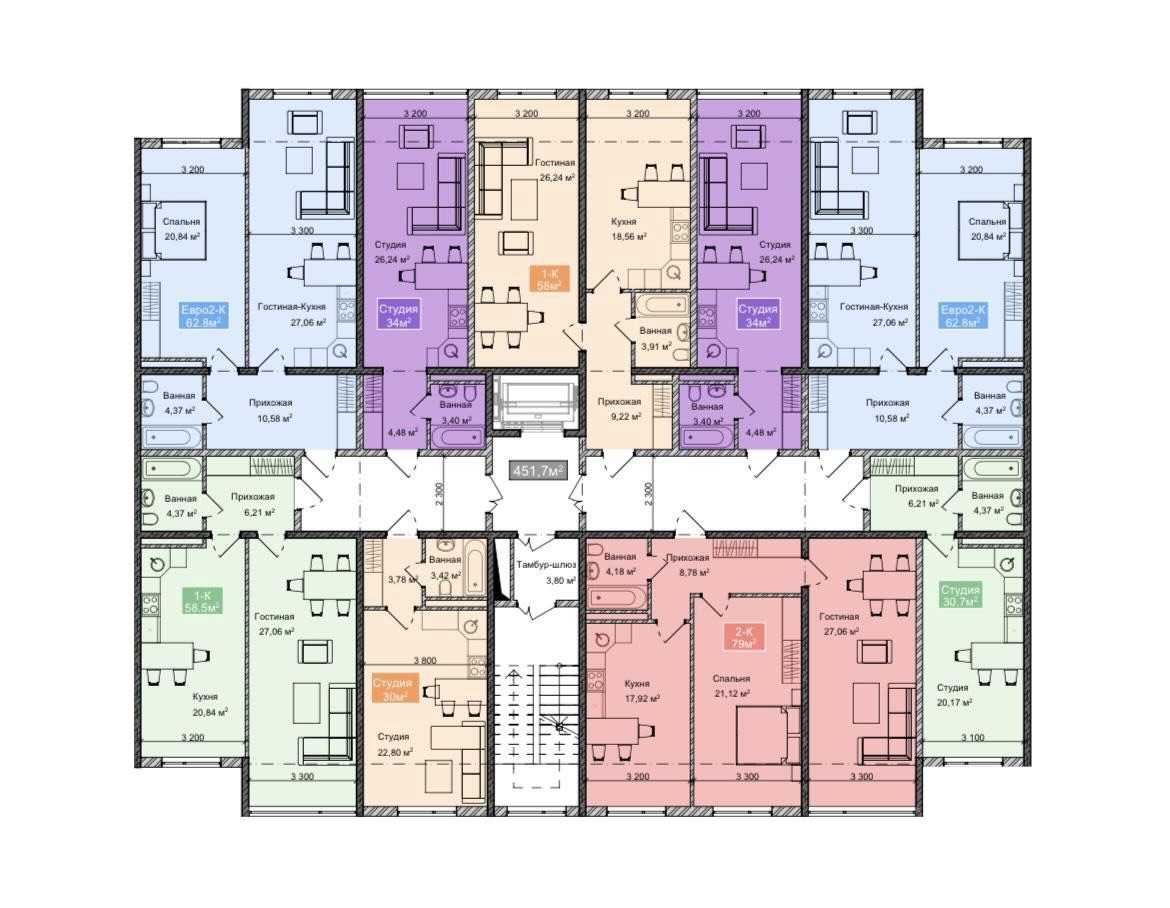 3 200
3 200
3 200
3 200
Гостиная
26,24 м²
3 200
3 200
Спальня
20,84 м²
Кухня
18,56 м²
Спальня
20,84 м²
3 300
3 300
Студия
26,24 м²
Студия
26,24 м²
1-К
58м²
Евро2-К
62.8м²
Гостиная-Кухня
27,06 м²
Студия
34м²
Студия
34м²
Гостиная-Кухня
27,06 м²
Евро2-К
62.8м²
Ванная
3,91 м²
Ванная
4,37 м²
Прихожая
10,58 м²
4,48 м²
Ванная
3,40 м²
Прихожая
9,22 м²
Ванная
3,40 м²
4,48 м²
Прихожая
10,58 м²
Ванная
4,37 м²
451,7м²
2 300
2 300
Ванная
4,37 м²
Прихожая
6,21 м²
Прихожая
6,21 м²
Ванная
4,37 м²
3,78 м²
Ванная
3,42 м²
Тамбур-шлюз
3,80 м²
Ванная
4,18 м²
Прихожая
8,78 м²
1-К
58.5м²
Гостиная
27,06 м²
2-К
79м²
Гостиная
27,06 м²
Студия
30.7м²
3 800
Студия
30м²
Кухня
20,84 м²
Кухня
17,92 м²
Спальня
21,12 м²
Студия
20,17 м²
Студия
22,80 м²
3 200
3 100
3 300
3 200
3 300
3 300